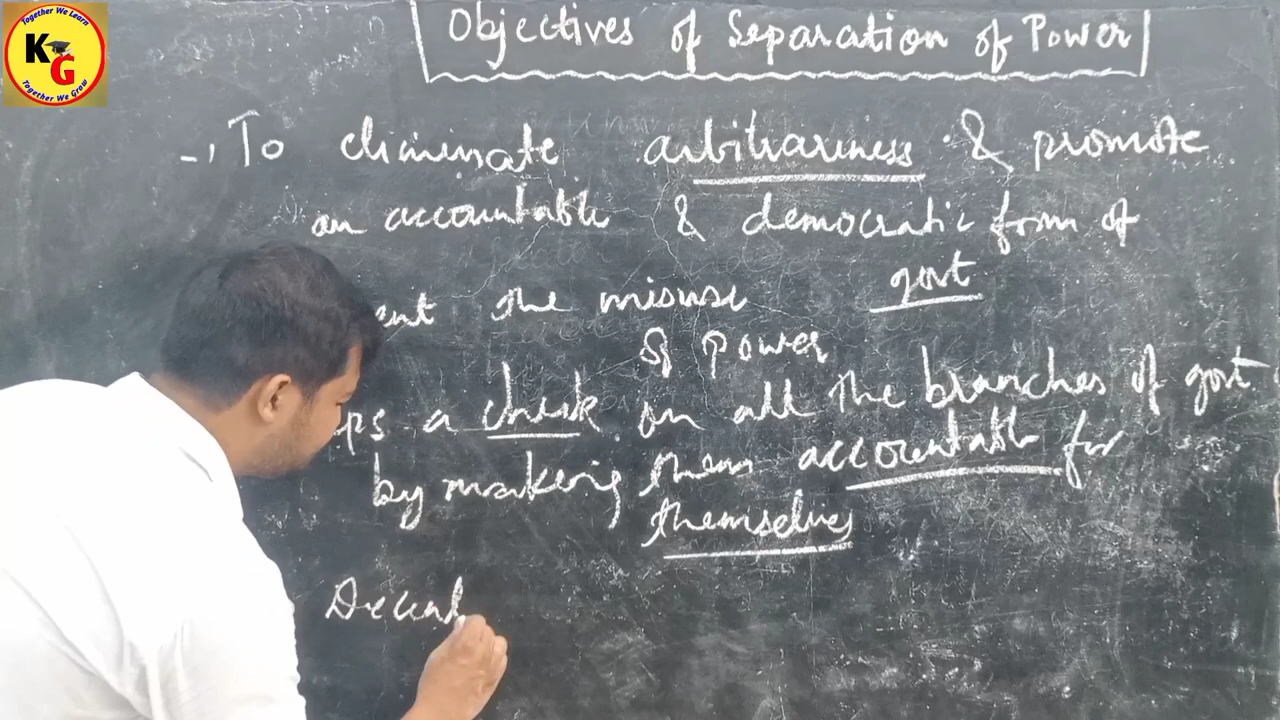 Together We Learn
KG
Together We Grow
Objectives of Separation of Power
-, To eliminate arbitrariness & promote
an accountable & democratic form of
govt
ent the misuse
of power
ps a check on all the branches of govt
by making them accountable for
themselves